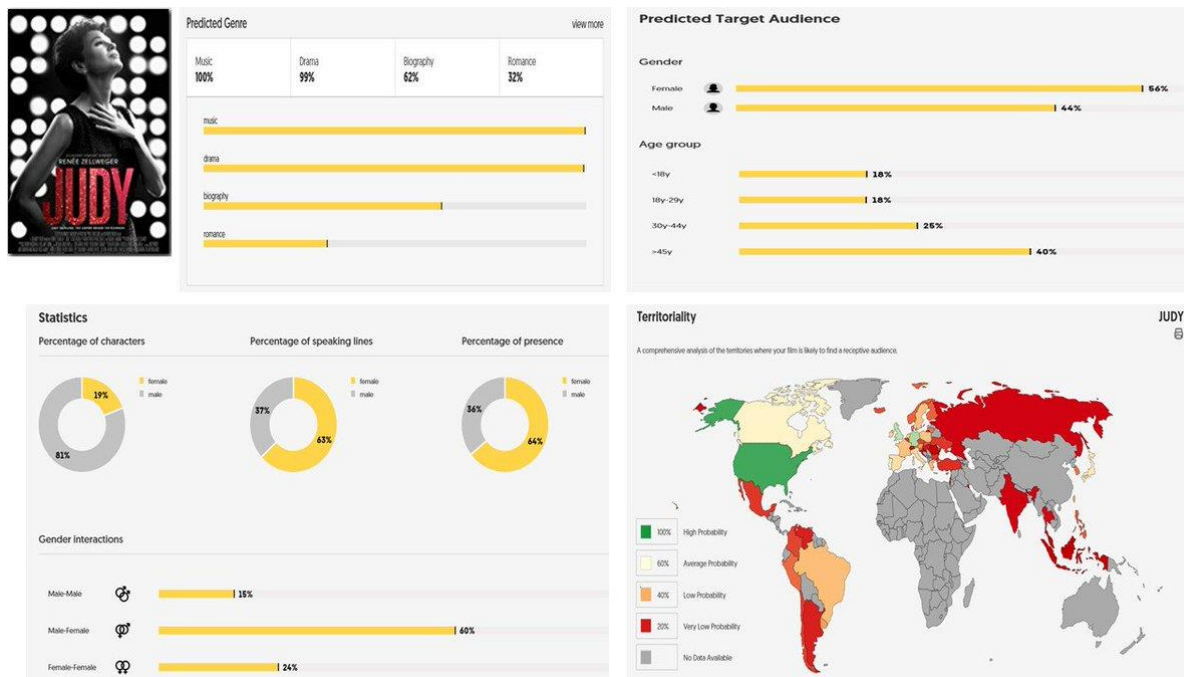 RENÉE ZELLWEGER
JUDY
Predicted Genre
view more
Music
100%
Drama
99%
Biography
62%
Romance
32%
music
drama
biography
romance
Predicted Target Audience
Gender
Female
56%
Male
44%
Age group
<18y
18%
18y-29y
18%
30y-44y
25%
>45y
40%
Statistics
Percentage of characters
female
male
19%
81%
Percentage of speaking lines
female
male
37%
63%
Percentage of presence
female
male
36%
64%
Gender interactions
Male-Male
15%
Male-Female
60%
Female-Female
24%
Territoriality
JUDY
A comprehensive analysis of the territories where your film is likely to find a receptive audience.
100% High Probability
60% Average Probability
40% Low Probability
20% Very Low Probability
No Data Available